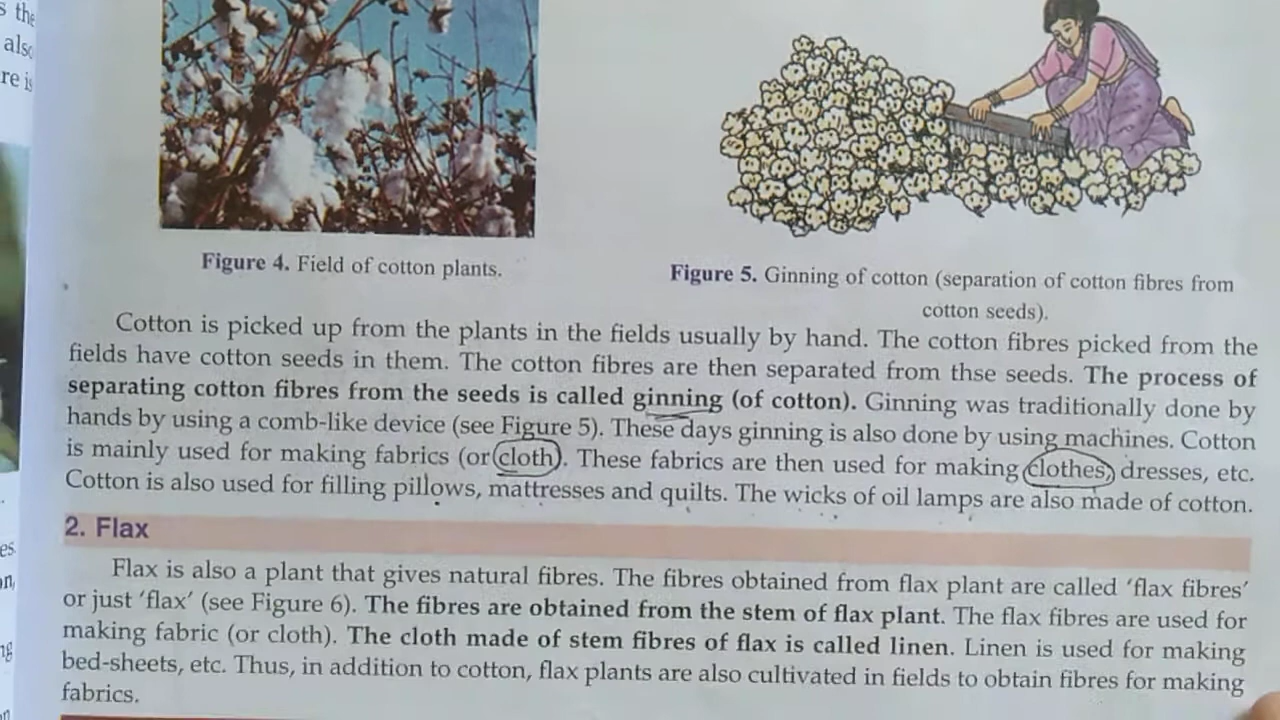 s the
also
re is
Figure 4. Field of cotton plants.
Figure 5. Ginning of cotton (separation of cotton fibres from
cotton seeds).
Cotton is picked up from the plants in the fields usually by hand. The cotton fibres picked from the
fields have cotton seeds in them. The cotton fibres are then separated from thse seeds. The process of
separating cotton fibres from the seeds is called ginning (of cotton). Ginning was traditionally done by
hands by using a comb-like device (see Figure 5). These days ginning is also done by using machines. Cotton
is mainly used for making fabrics (or cloth). These fabrics are then used for making clothes, dresses, etc.
Cotton is also used for filling pillows, mattresses and quilts. The wicks of oil lamps are also made of cotton.
2. Flax
Flax is also a plant that gives natural fibres. The fibres obtained from flax plant are called 'flax fibres'
or just 'flax' (see Figure 6). The fibres are obtained from the stem of flax plant. The flax fibres are used for
making fabric (or cloth). The cloth made of stem fibres of flax is called linen. Linen is used for making
bed-sheets, etc. Thus, in addition to cotton, flax plants are also cultivated in fields to obtain fibres for making
fabrics.